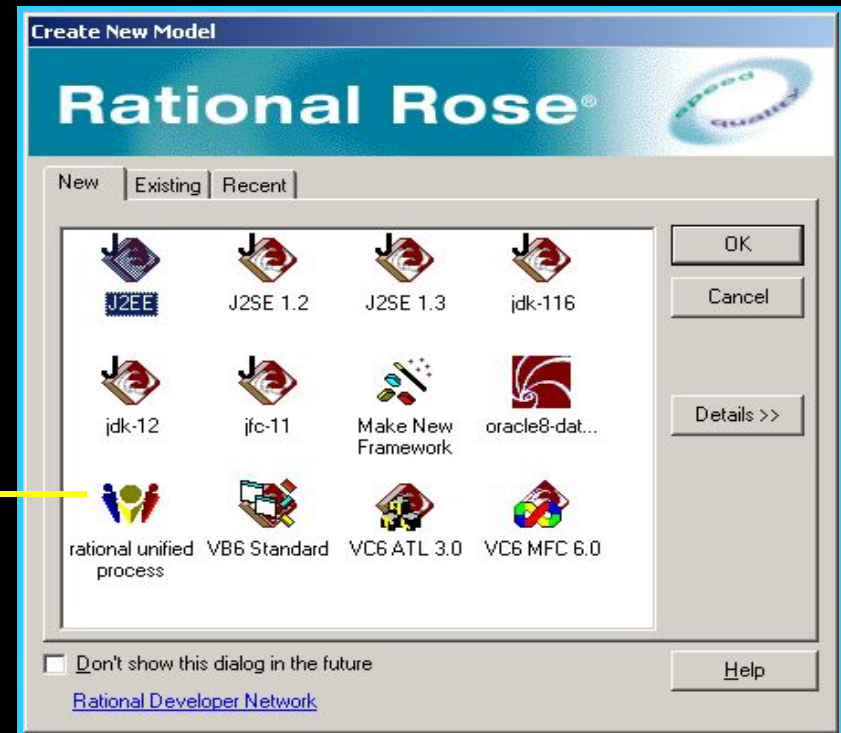 Create New Model
Rational Rose®
speed
quality
New Existing Recent
OK
Cancel
Details >>
J2EE J2SE 1.2 J2SE 1.3 jdk-116
jdk-12 jfc-11 Make New Framework oracle8-dat...
rational unified process VB6 Standard VC6 ATL 3.0 VC6 MFC 6.0
Don't show this dialog in the future
Help
Rational Developer Network